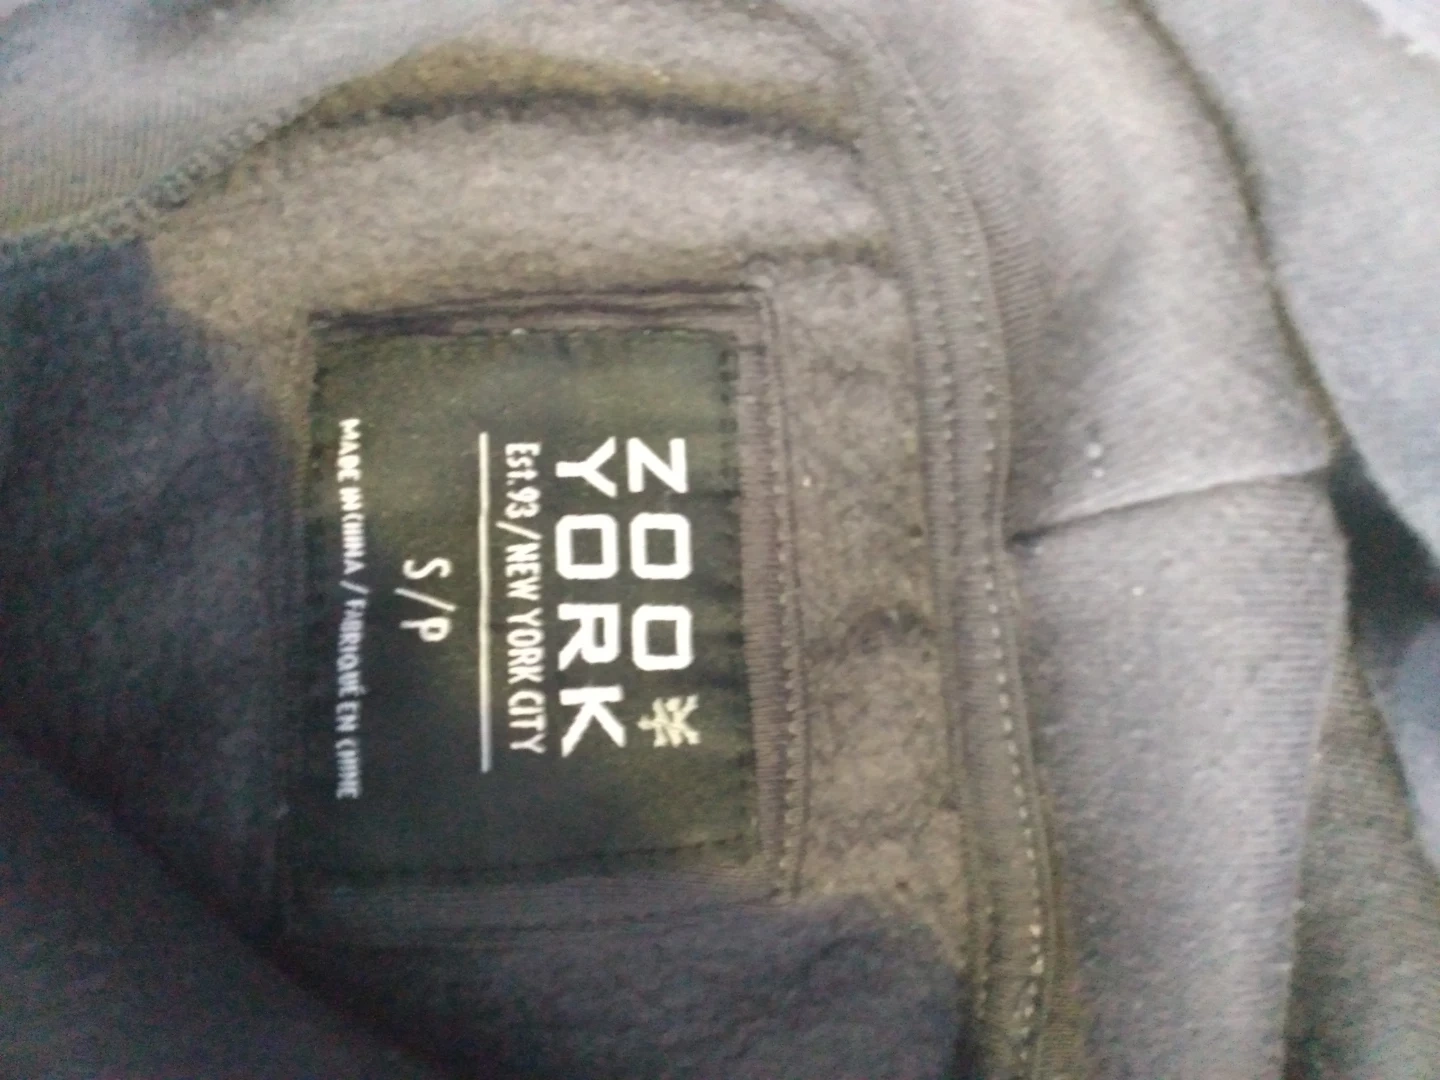 ZOO
YORK
Est.93/NEW YORK CITY
S/P
MADE IN CHINA / FABRIQUÉ EN CHINE